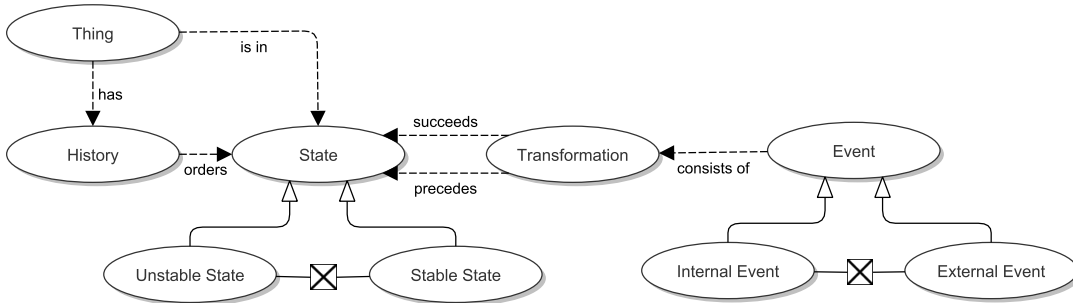 Thing
is in
has
succeeds
History
orders
State
Transformation
consists of
Event
precedes
Unstable State
Stable State
Internal Event
External Event